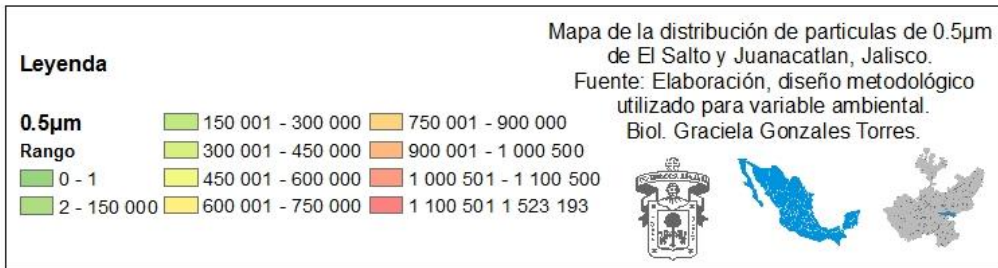 Leyenda
0.5µm
Rango
0 - 1
2 - 150 000
150 001 - 300 000
300 001 - 450 000
450 001 - 600 000
600 001 - 750 000
750 001 - 900 000
900 001 - 1 000 500
1 000 501 - 1 100 500
1 100 501 1 523 193
Mapa de la distribución de particulas de 0.5µm
de El Salto y Juanacatlan, Jalisco.
Fuente: Elaboración, diseño metodológico
utilizado para variable ambiental.
Biol. Graciela Gonzales Torres.